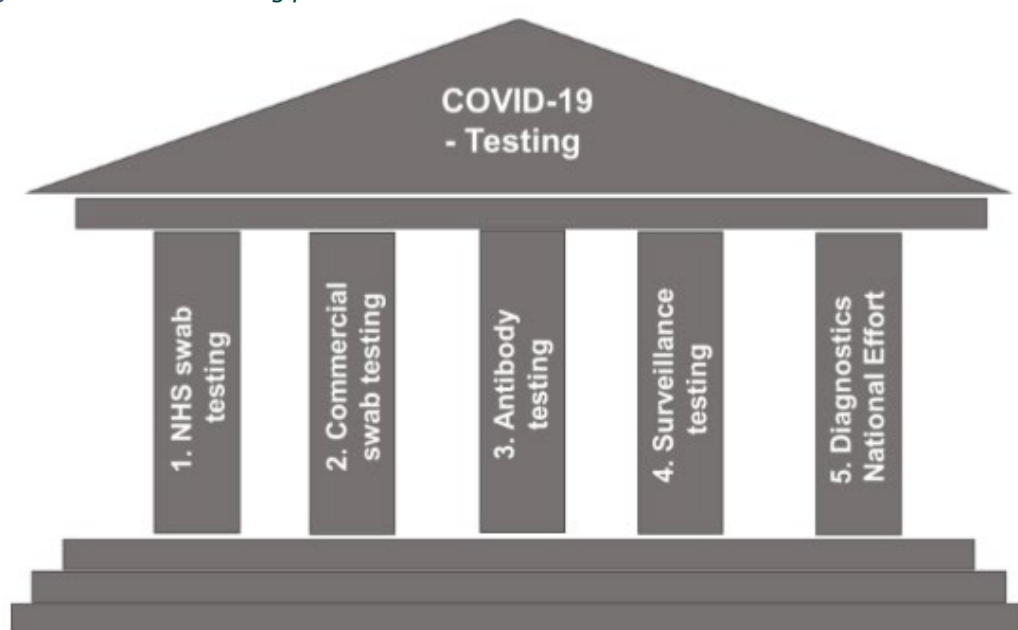 COVID-19
- Testing
1. NHS swab
testing
2. Commercial
swab testing
3. Antibody
testing
4. Surveillance
testing
5. Diagnostics
National Effort